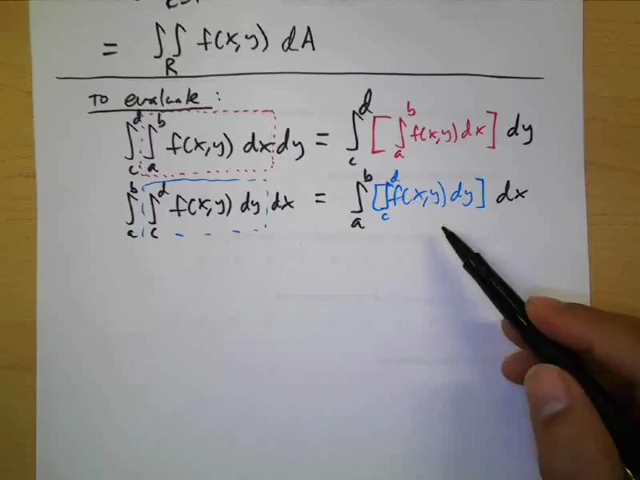 = ∫∫_R f(x,y) dA
To evaluate:
∫_c^d ∫_a^b f(x,y) dx dy = ∫_c^d [ ∫_a^b f(x,y) dx ] dy
∫_a^b ∫_c^d f(x,y) dy dx = ∫_a^b [ ∫_c^d f(x,y) dy ] dx